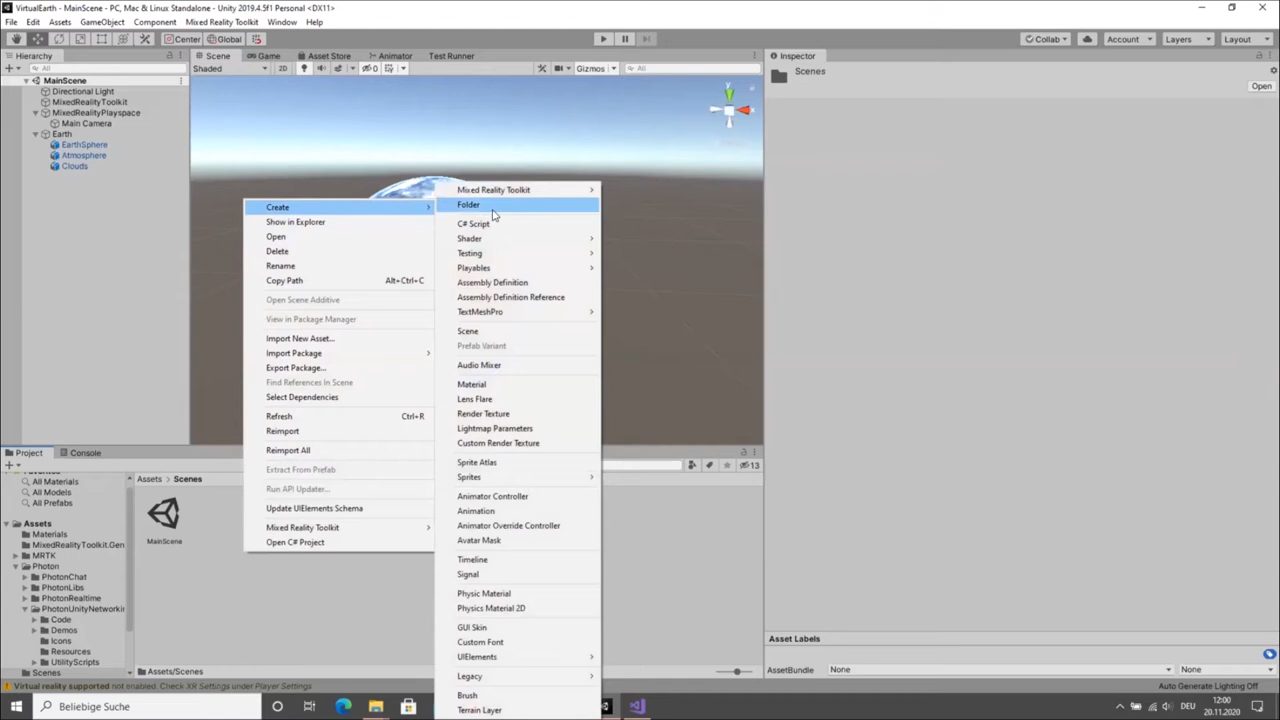 VirtualEarth - MainScene - PC, Mac & Linux Standalone - Unity 2019.4.5f1 Personal <DX11>
File Edit Assets GameObject Component Mixed Reality Toolkit Window Help
Center Global Collab Account Layers Layout
Hierarchy Scene Game Asset Store Animator Test Runner Inspector
All Shaded 2D 0 Gizmos All Scenes
Open
MainScene
Directional Light
MixedRealityToolkit
MixedRealityPlayspace
Main Camera
Earth
EarthSphere
Atmosphere
Clouds
y
Create
Show in Explorer
Open
Delete
Rename
Copy Path Alt+Ctrl+C
Open Scene Additive
View in Package Manager
Import New Asset...
Import Package
Export Package...
Find References In Scene
Select Dependencies
Refresh Ctrl+R
Reimport
Reimport All
Extract From Prefab
Run API Updater...
Update UIElements Schema
Mixed Reality Toolkit
Open C# Project
Mixed Reality Toolkit
Folder
C# Script
Shader
Testing
Playables
Assembly Definition
Assembly Definition Reference
TextMeshPro
Scene
Prefab Variant
Audio Mixer
Material
Lens Flare
Render Texture
Lightmap Parameters
Custom Render Texture
Sprite Atlas
Sprites
Animator Controller
Animation
Animator Override Controller
Avatar Mask
Timeline
Signal
Physic Material
Physics Material 2D
GUI Skin
Custom Font
UIElements
Legacy
Brush
Terrain Layer
Project Console
13
All Materials
All Models
All Prefabs
Assets
Materials
MixedRealityToolkit.Gen
MRTK
Photon
PhotonChat
PhotonLibs
PhotonRealtime
PhotonUnityNetworkin
Code
Demos
Icons
Resources
UtilityScripts
Scenes
Assets > Scenes
MainScene
Assets/Scenes
Asset Labels
AssetBundle None None
Virtual reality supported not enabled. Check XR Settings under Player Settings
Auto Generate Lighting Off
Beliebige Suche
12:00
20.11.2020